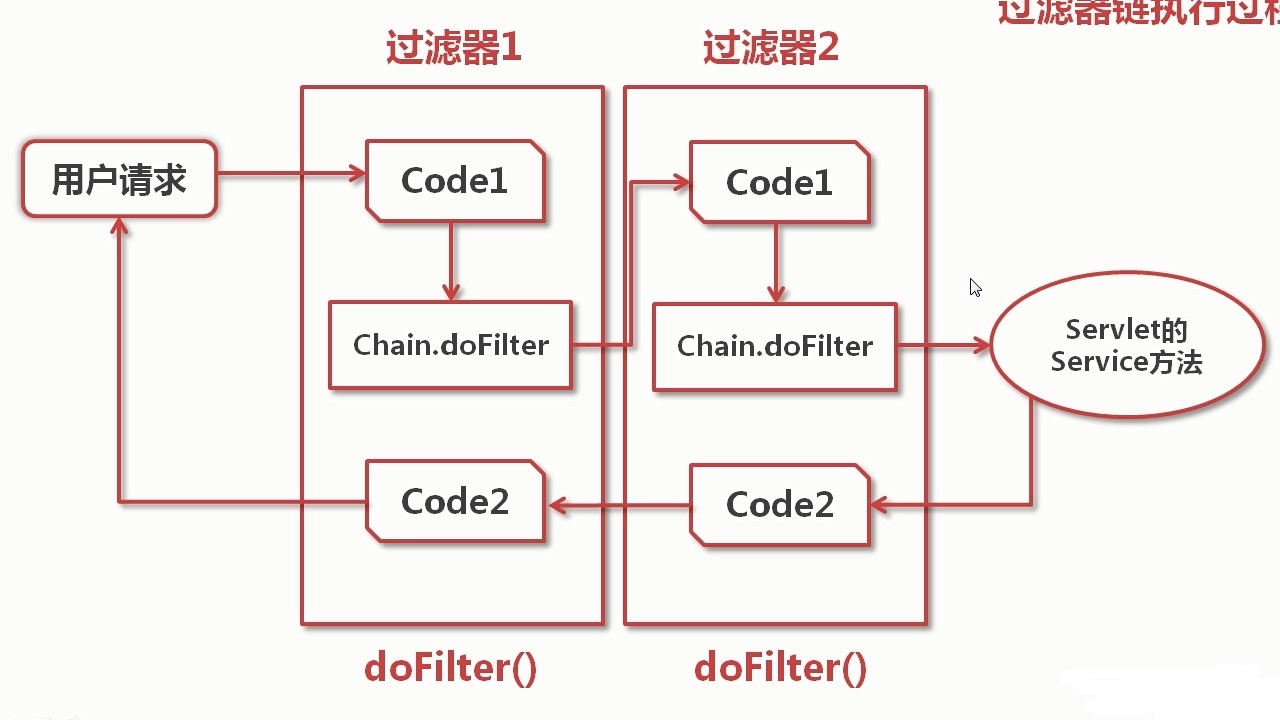 过滤器链执行过程
过滤器1
过滤器2
用户请求
Code1
Code1
Chain.doFilter
Chain.doFilter
Servlet的
Service方法
Code2
Code2
doFilter()
doFilter()